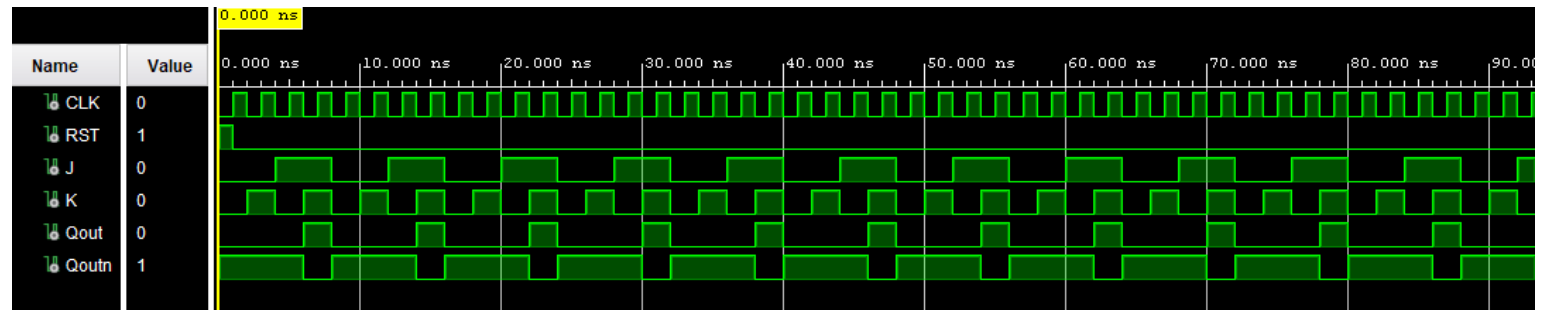 0.000 ns
Name Value
0.000 ns 10.000 ns 20.000 ns 30.000 ns 40.000 ns 50.000 ns 60.000 ns 70.000 ns 80.000 ns 90.00
CLK 0
RST 1
J 0
K 0
Qout 0
Qoutn 1